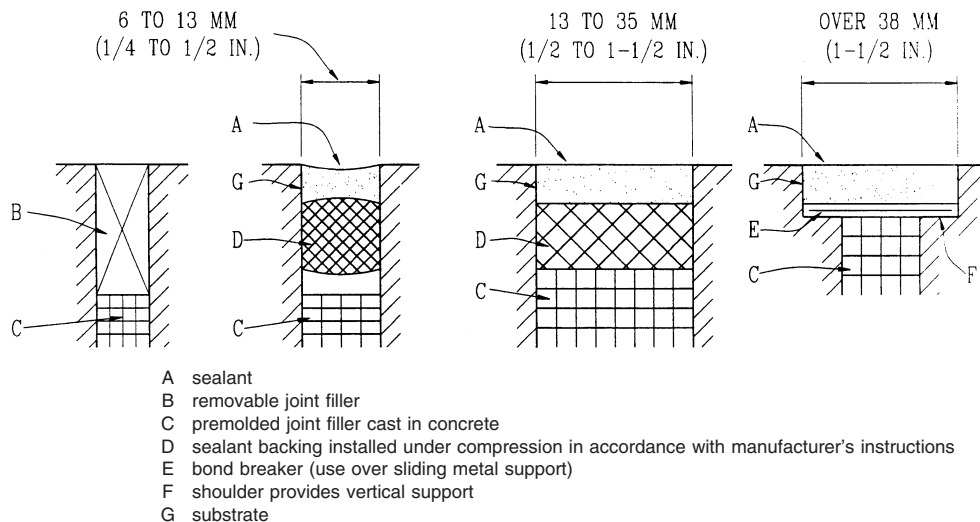 6 TO 13 MM
(1/4 TO 1/2 IN.)
13 TO 35 MM
(1/2 TO 1-1/2 IN.)
OVER 38 MM
(1-1/2 IN.)
A
A
A
G
G
G
B
D
D
E
C
C
C
C
F
A sealant
B removable joint filler
C premolded joint filler cast in concrete
D sealant backing installed under compression in accordance with manufacturer's instructions
E bond breaker (use over sliding metal support)
F shoulder provides vertical support
G substrate